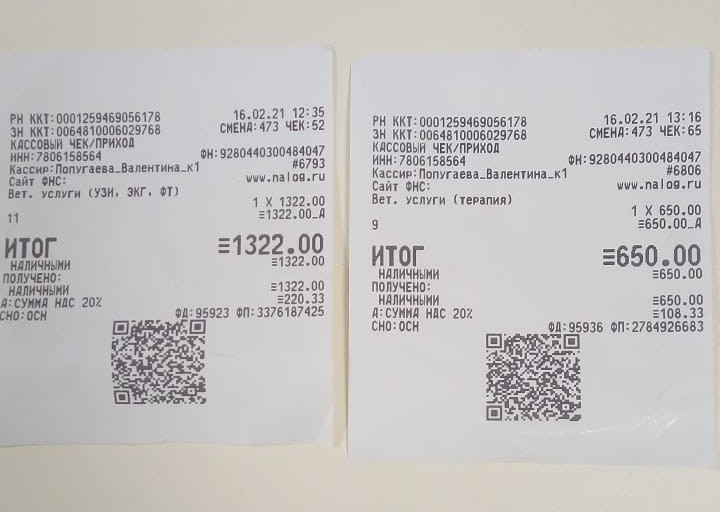 РН ККТ:0001259469056178 16.02.21 12:35
ЗН ККТ:0064810006029768 СМЕНА:473 ЧЕК:52
КАССОВЫЙ ЧЕК/ПРИХОД
ИНН:7806158564 ФН:9280440300484047
Кассир:Попугаева_Валентина_к1 #6793
Сайт ФНС: www.nalog.ru
Вет. услуги (УЗИ, ЭКГ, ФТ)
1 X 1322.00
11 ≡1322.00_А
ИТОГ ≡1322.00
НАЛИЧНЫМИ ≡1322.00
ПОЛУЧЕНО:
НАЛИЧНЫМИ ≡1322.00
А:СУММА НДС 20% ≡220.33
СНО:ОСН ФД:95923 ФП:3376187425
РН ККТ:0001259469056178 16.02.21 13:16
ЗН ККТ:0064810006029768 СМЕНА:473 ЧЕК:65
КАССОВЫЙ ЧЕК/ПРИХОД
ИНН:7806158564 ФН:9280440300484047
Кассир:Попугаева_Валентина_к1 #6806
Сайт ФНС: www.nalog.ru
Вет. услуги (терапия)
1 X 650.00
9 ≡650.00_А
ИТОГ ≡650.00
НАЛИЧНЫМИ ≡650.00
ПОЛУЧЕНО:
НАЛИЧНЫМИ ≡650.00
А:СУММА НДС 20% ≡108.33
СНО:ОСН ФД:95936 ФП:2784926683